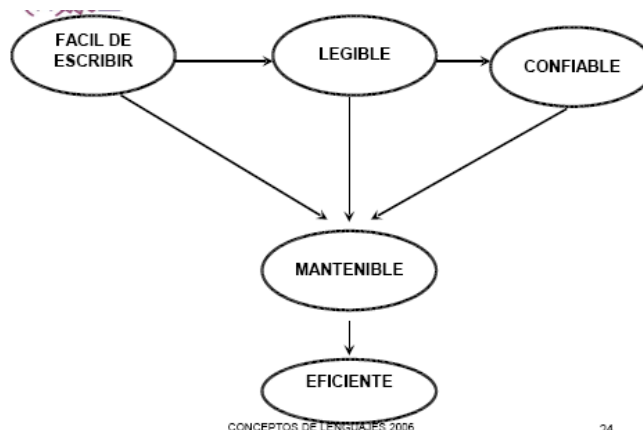 FACIL DE
ESCRIBIR
LEGIBLE
CONFIABLE
MANTENIBLE
EFICIENTE
CONCEPTOS DE LENGUAJES 2006
24